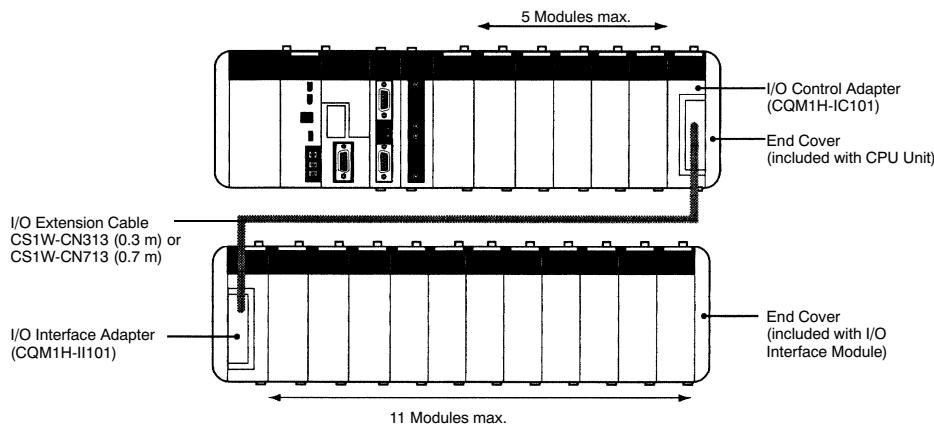 5 Modules max.
I/O Control Adapter
(CQM1H-IC101)
End Cover
(included with CPU Unit)
I/O Extension Cable
CS1W-CN313 (0.3 m) or
CS1W-CN713 (0.7 m)
I/O Interface Adapter
(CQM1H-II101)
End Cover
(included with I/O
Interface Module)
11 Modules max.